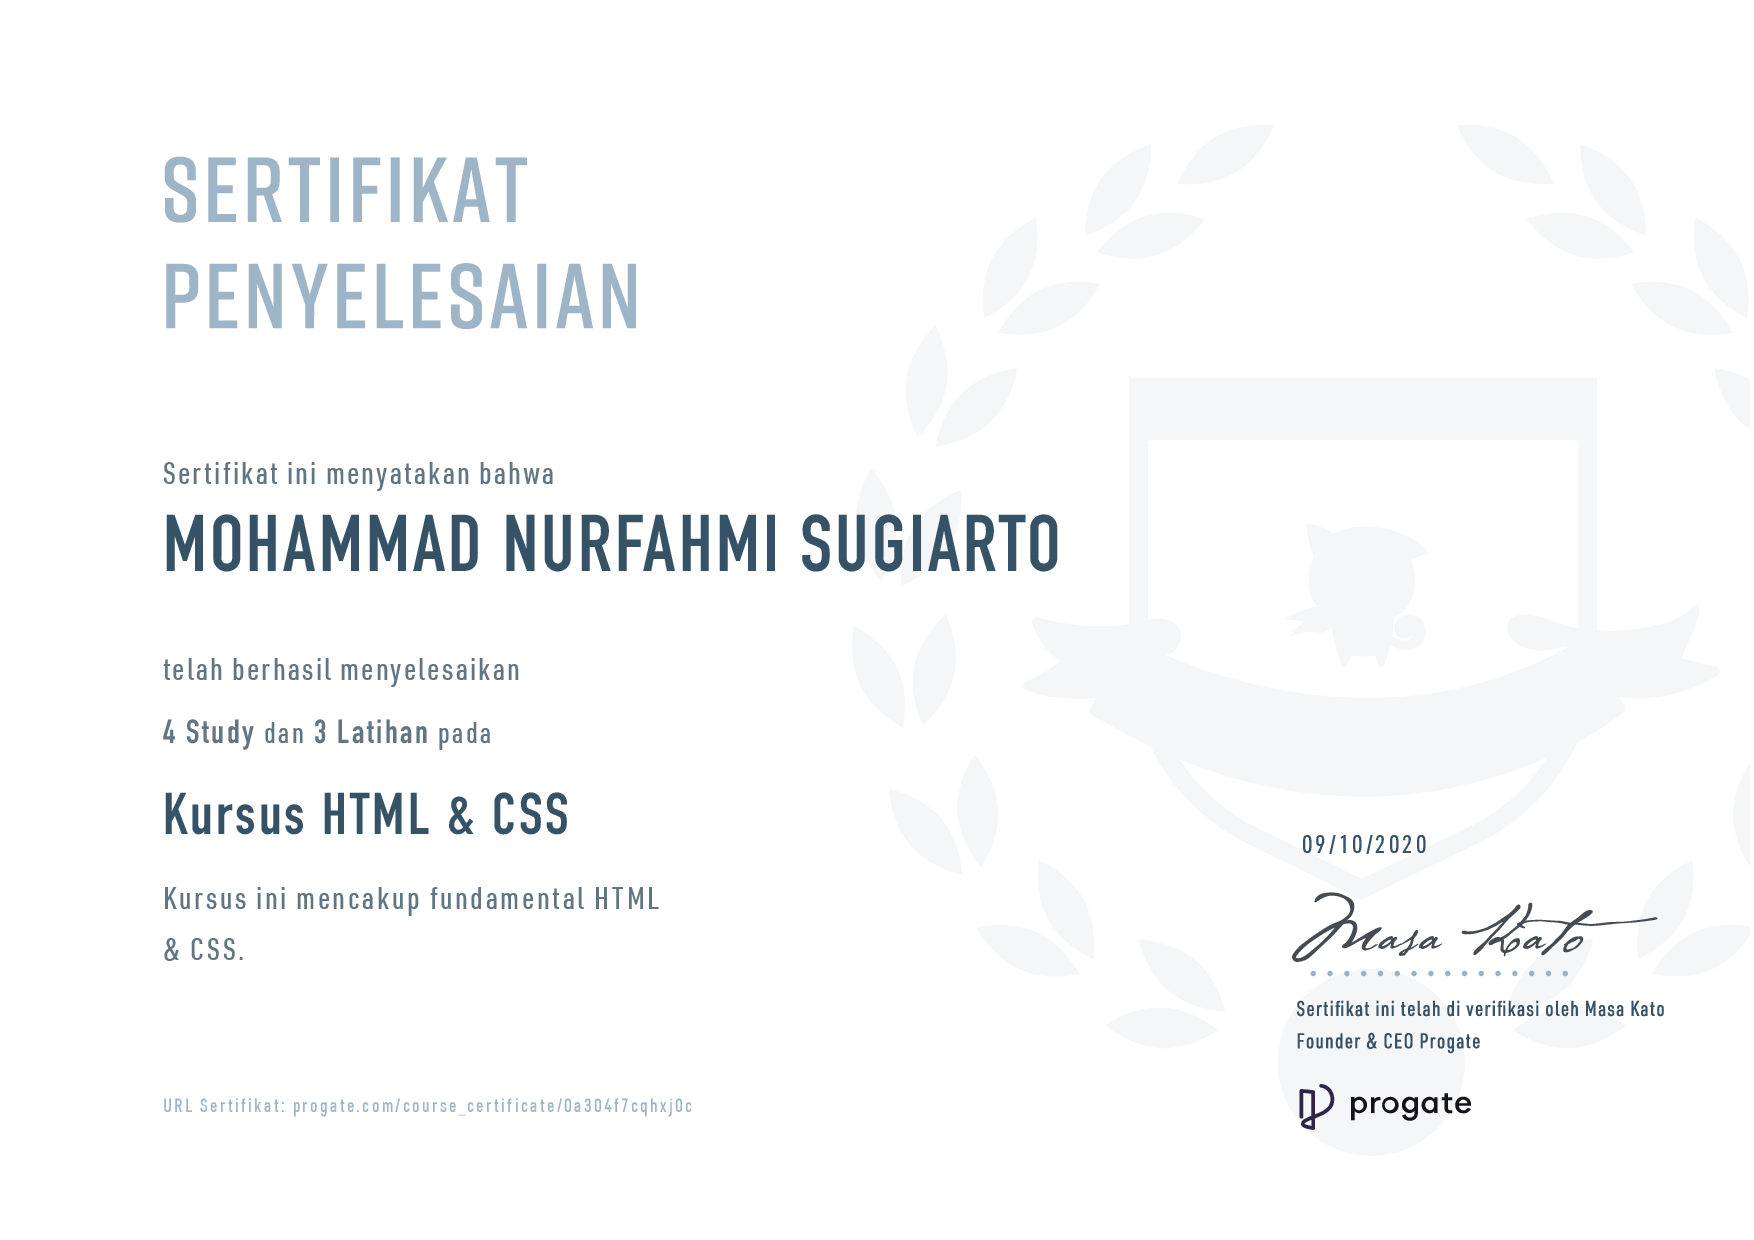 SERTIFIKAT
PENYELESAIAN
Sertifikat ini menyatakan bahwa
MOHAMMAD NURFAHMI SUGIARTO
telah berhasil menyelesaikan
4 Study dan 3 Latihan pada
Kursus HTML & CSS
Kursus ini mencakup fundamental HTML
& CSS.
URL Sertifikat: progate.com/course_certificate/0a304f7cqhxj0c
09/10/2020
Masa Kato
Sertifikat ini telah di verifikasi oleh Masa Kato
Founder & CEO Progate
progate